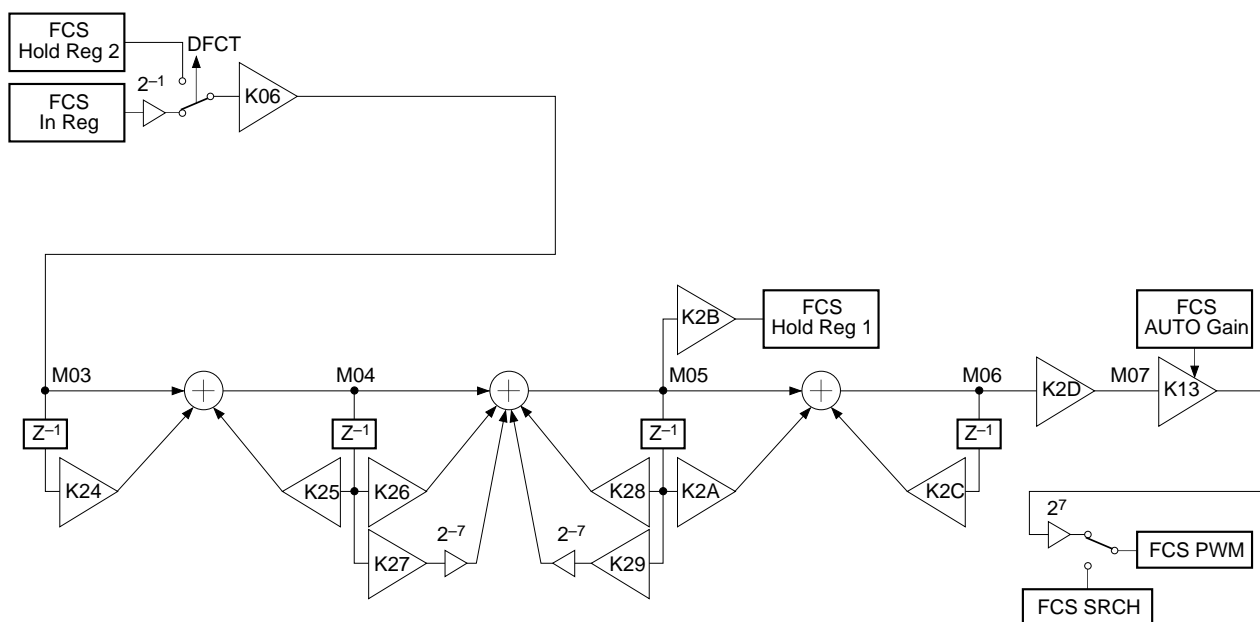 FCS
Hold Reg 2
DFCT
2⁻¹
K06
FCS
In Reg
K2B
FCS
Hold Reg 1
FCS
AUTO Gain
M03
M04
M05
M06
K2D
M07
K13
Z⁻¹
Z⁻¹
Z⁻¹
Z⁻¹
K24
K25
K26
K28
K2A
K2C
K27
2⁻⁷
2⁻⁷
K29
2⁷
FCS PWM
FCS SRCH